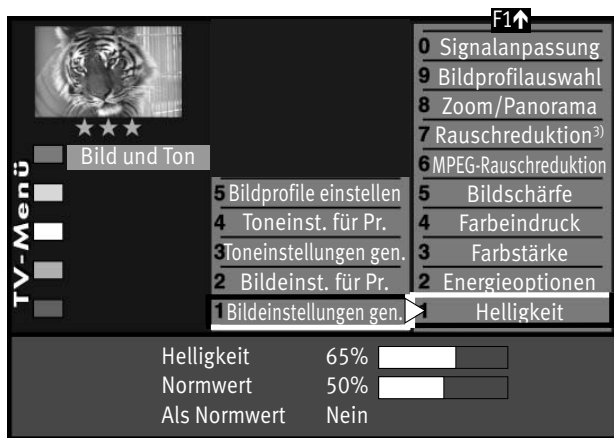 F1↑
0 Signalanpassung
9 Bildprofilauswahl
8 Zoom/Panorama
7 Rauschreduktion³⁾
6 MPEG-Rauschreduktion
5 Bildschärfe
4 Farbeindruck
3 Farbstärke
2 Energieoptionen
1 Helligkeit
TV-Menü
Bild und Ton
5 Bildprofile einstellen
4 Toneinst. für Pr.
3 Toneinstellungen gen.
2 Bildeinst. für Pr.
1 Bildeinstellungen gen.
Helligkeit 65%
Normwert 50%
Als Normwert Nein